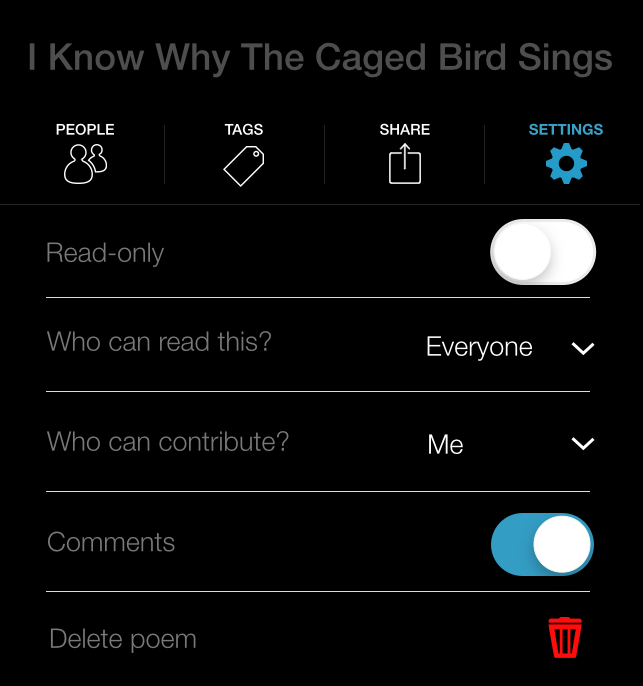 I Know Why The Caged Bird Sings
PEOPLE TAGS SHARE SETTINGS
Read-only
Who can read this? Everyone
Who can contribute? Me
Comments
Delete poem